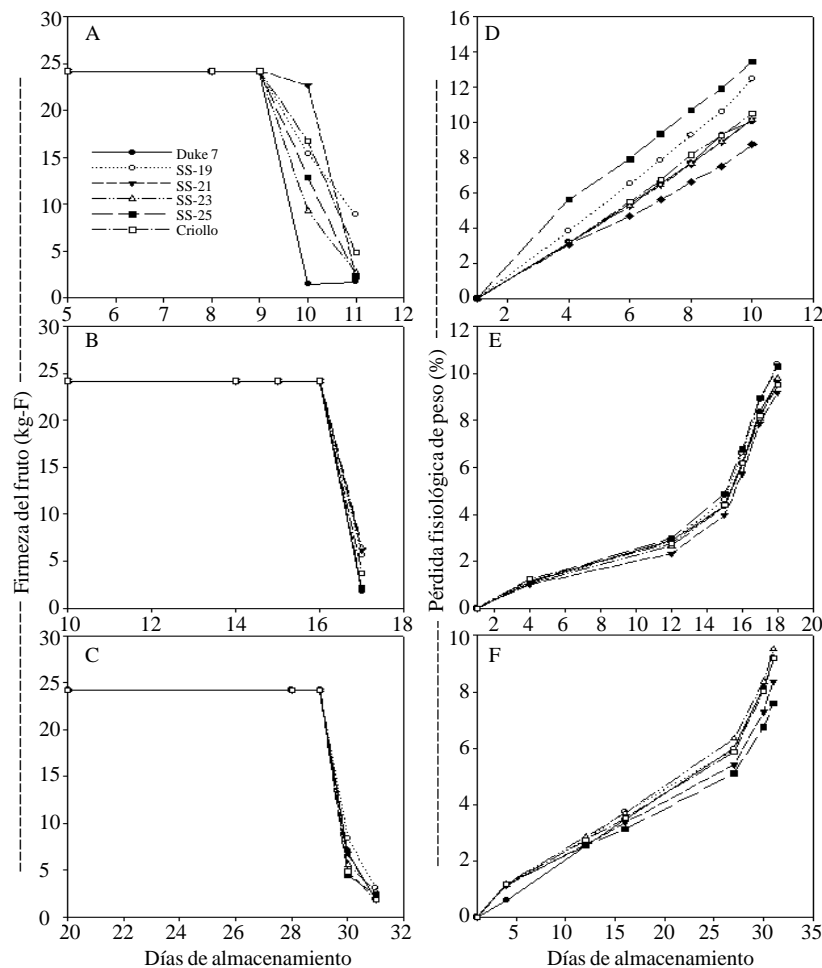 A
30
25
20
15
10
5
0
5 6 7 8 9 10 11 12
Duke 7
SS-19
SS-21
SS-23
SS-25
Criollo
B
30
25
20
15
10
5
0
10 12 14 16 18
C
30
25
20
15
10
5
0
20 22 24 26 28 30 32
Firmeza del fruto (kg-F)
Días de almacenamiento
D
16
14
12
10
8
6
4
2
0
2 4 6 8 10 12
E
12
10
8
6
4
2
0
2 4 6 8 10 12 14 16 18 20
F
10
8
6
4
2
0
5 10 15 20 25 30 35
Pérdida fisiológica de peso (%)
Días de almacenamiento